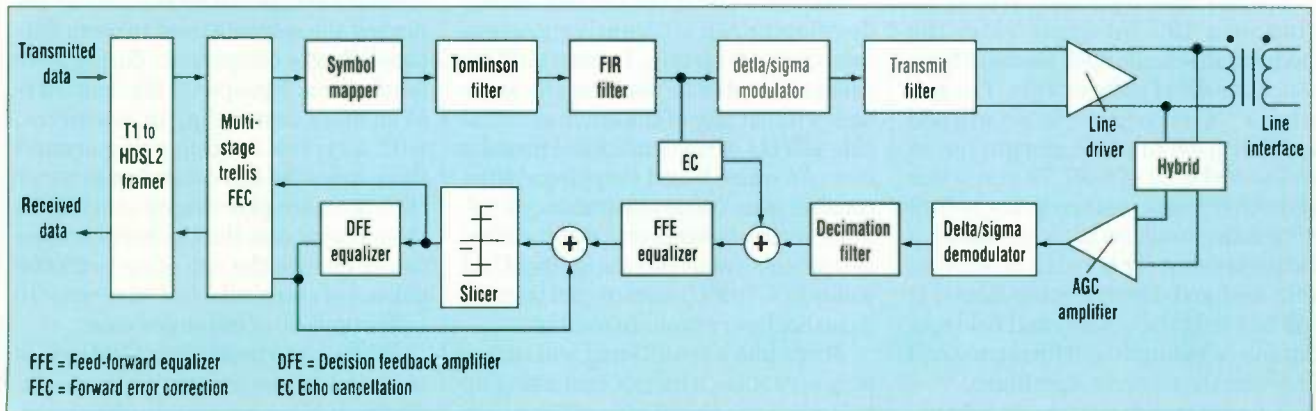 Transmitted
data
T1 to
HDSL2
framer
Multi-
stage
trellis
FEC
Symbol
mapper
Tomlinson
filter
FIR
filter
detla/sigma
modulator
Transmit
filter
Line
driver
Line
interface
EC
Hybrid
Received
data
DFE
equalizer
Slicer
+
FFE
equalizer
+
Decimation
filter
Delta/sigma
demodulator
AGC
amplifier
FFE = Feed-forward equalizer
DFE = Decision feedback amplifier
FEC = Forward error correction
EC Echo cancellation